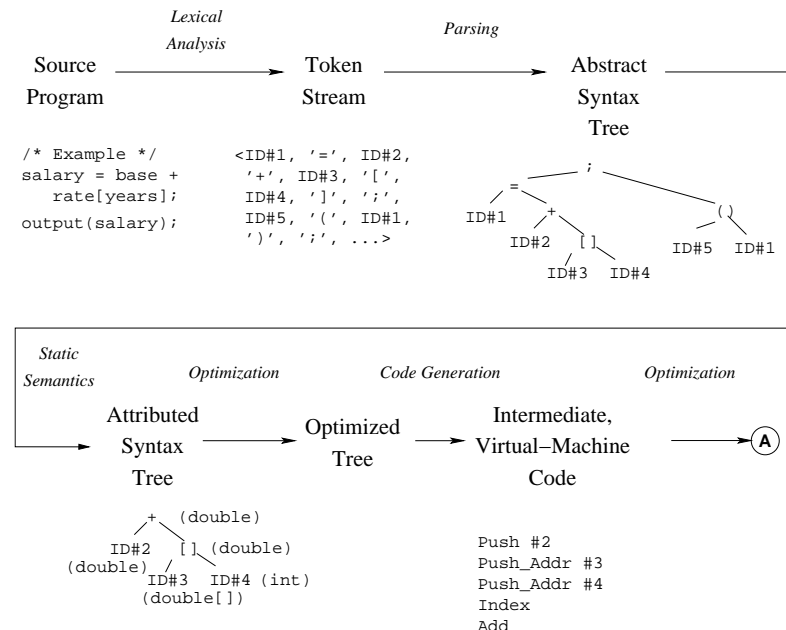 Lexical
Analysis
Parsing
Source
Program
Token
Stream
Abstract
Syntax
Tree
/* Example */
salary = base +
rate[years];
output(salary);
<ID#1, '=', ID#2,
'+', ID#3, '[',
ID#4, ']', ';',
ID#5, '(', ID#1,
')', ';', ...>
;
=
()
ID#1
+
ID#2
[]
ID#5 ID#1
ID#3 ID#4
Static
Semantics
Optimization
Code Generation
Optimization
Attributed
Syntax
Tree
Optimized
Tree
Intermediate,
Virtual–Machine
Code
A
+ (double)
ID#2 [] (double)
(double)
ID#3 ID#4 (int)
(double[])
Push #2
Push_Addr #3
Push_Addr #4
Index
Add